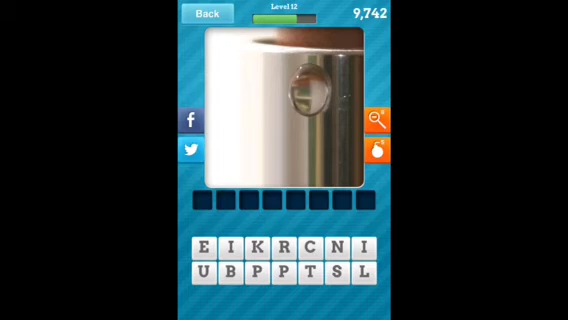 Back
Level 12
9,742
f
E I K R C N I
U B P P T S L